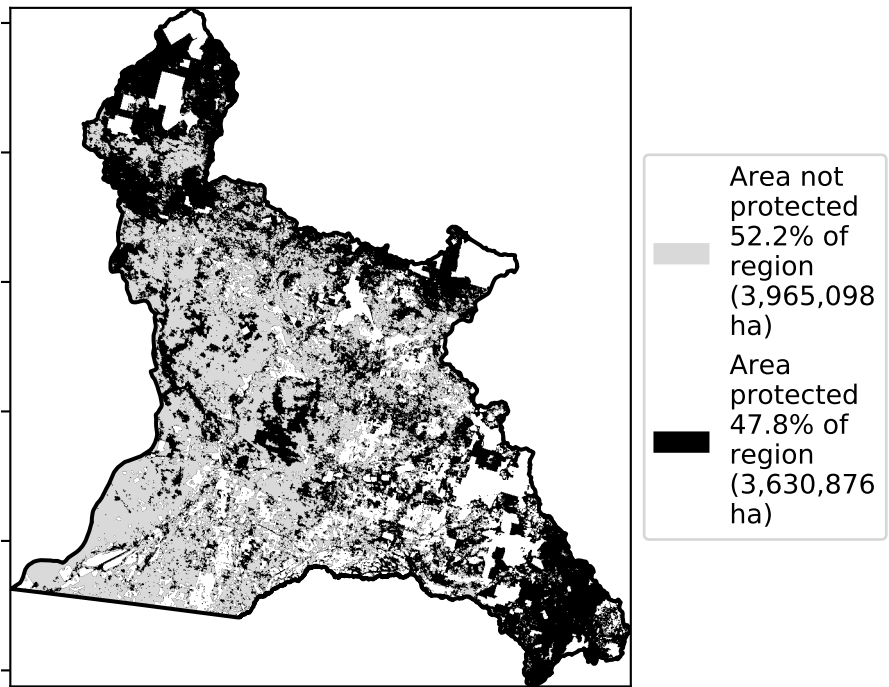 Area not
protected
52.2% of
region
(3,965,098
ha)
Area
protected
47.8% of
region
(3,630,876
ha)